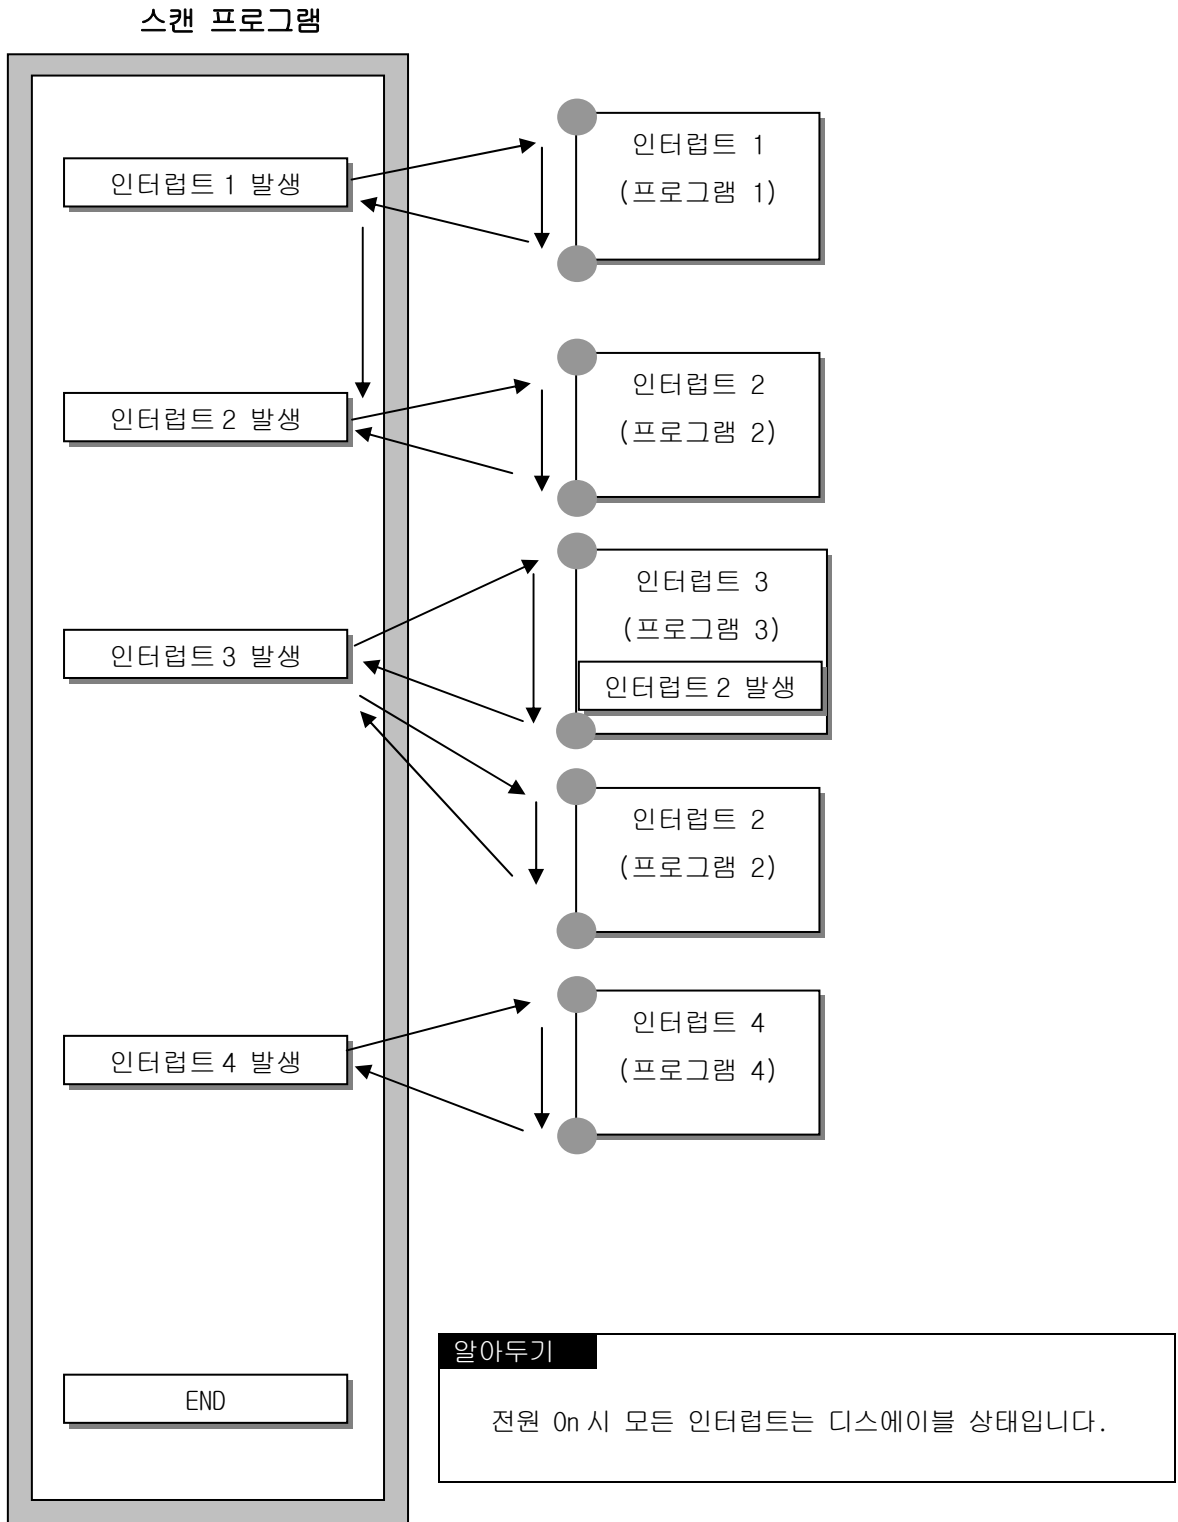 스캔 프로그램
인터럽트1 발생
인터럽트 1
(프로그램 1)
인터럽트2 발생
인터럽트 2
(프로그램 2)
인터럽트3 발생
인터럽트 3
(프로그램 3)
인터럽트2 발생
인터럽트 2
(프로그램 2)
인터럽트4 발생
인터럽트 4
(프로그램 4)
END
알아두기
전원 On시 모든 인터럽트는 디스에이블 상태입니다.